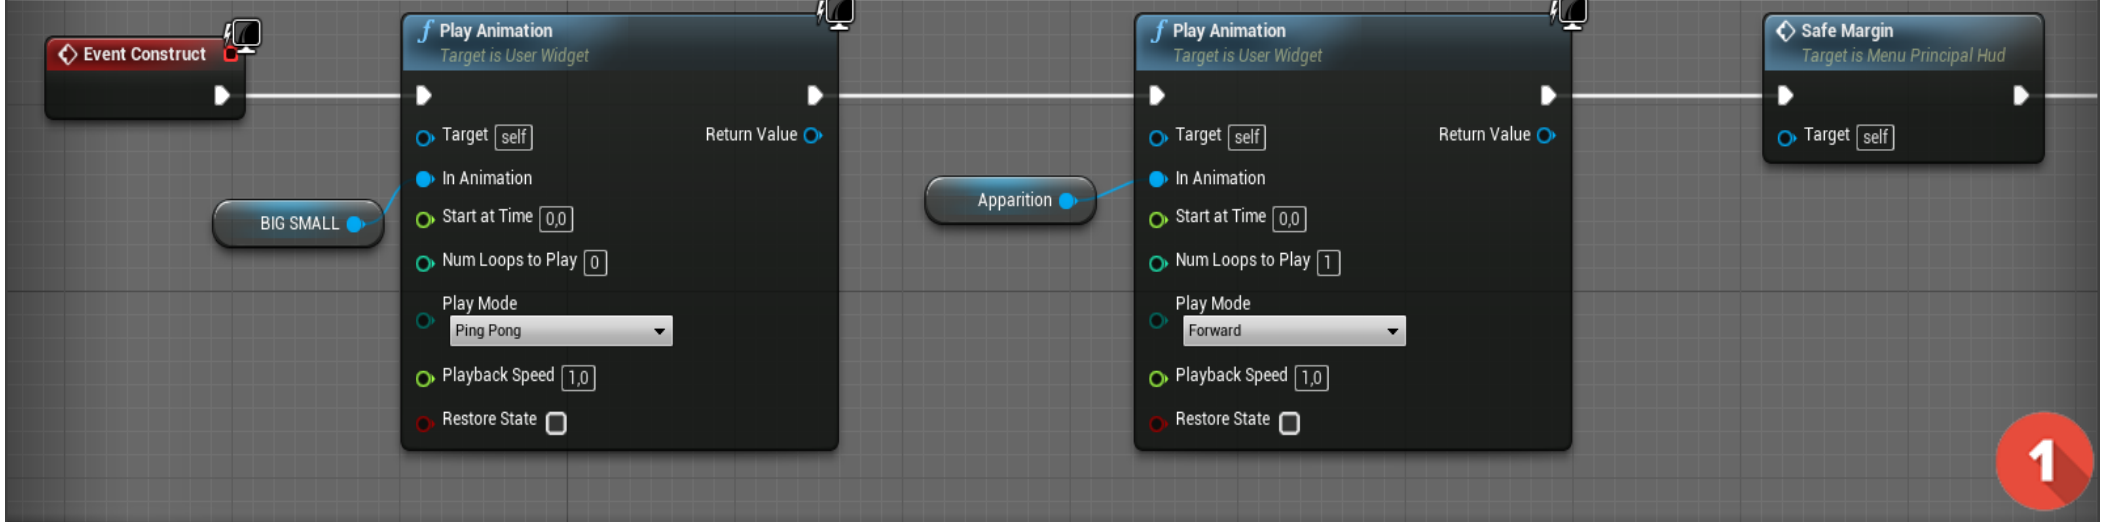 Event Construct
BIG SMALL
f Play Animation
Target is User Widget
Target self
Return Value
In Animation
Start at Time 0,0
Num Loops to Play 0
Play Mode
Ping Pong
Playback Speed 1,0
Restore State
Apparition
f Play Animation
Target is User Widget
Target self
Return Value
In Animation
Start at Time 0,0
Num Loops to Play 1
Play Mode
Forward
Playback Speed 1,0
Restore State
Safe Margin
Target is Menu Principal Hud
Target self
1